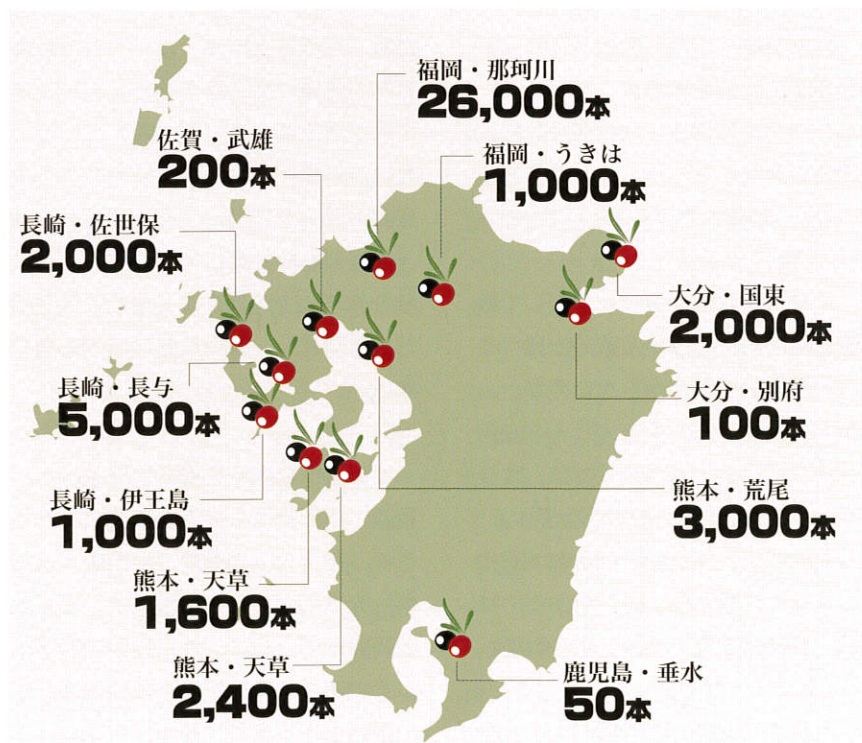 福岡・那珂川
26,000本
佐賀・武雄
200本
福岡・うきは
1,000本
長崎・佐世保
2,000本
大分・国東
2,000本
長崎・長与
5,000本
大分・別府
100本
長崎・伊王島
1,000本
熊本・荒尾
3,000本
熊本・天草
1,600本
熊本・天草
2,400本
鹿児島・垂水
50本